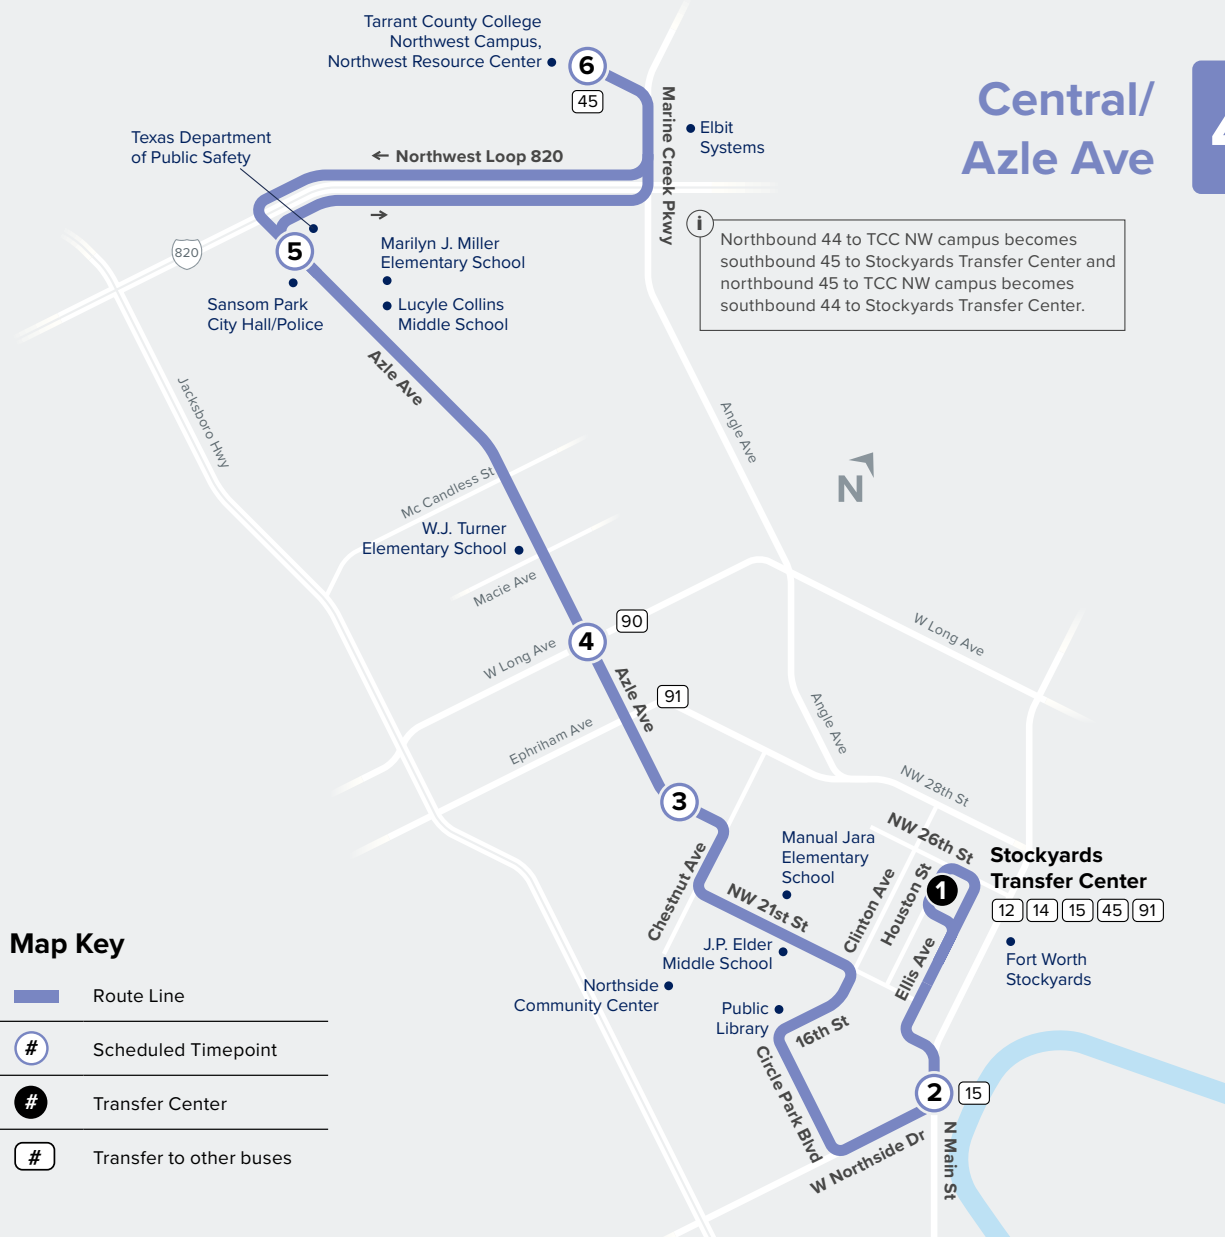 Tarrant County College
Northwest Campus,
Northwest Resource Center
6
45
Marine Creek Pkwy
Elbit
Systems
Central/
Azle Ave
4
Texas Department
of Public Safety
← Northwest Loop 820
→
820
5
Sansom Park
City Hall/Police
Marilyn J. Miller
Elementary School
Lucyle Collins
Middle School
i
Northbound 44 to TCC NW campus becomes
southbound 45 to Stockyards Transfer Center and
northbound 45 to TCC NW campus becomes
southbound 44 to Stockyards Transfer Center.
Azle Ave
Jacksboro Hwy
Angle Ave
N
Mc Candless St
W.J. Turner
Elementary School
Macie Ave
4
90
W Long Ave
W Long Ave
Azle Ave
91
Angle Ave
Ephriham Ave
3
NW 28th St
NW 26th St
Manual Jara
Elementary
School
Chestnut Ave
NW 21st St
Clinton Ave
Houston St
1
Stockyards
Transfer Center
12
14
15
45
91
Fort Worth
Stockyards
J.P. Elder
Middle School
Ellis Ave
Northside
Community Center
Public
Library
16th St
Circle Park Blvd
2
15
W Northside Dr
N Main St
Map Key
Route Line
# Scheduled Timepoint
# Transfer Center
# Transfer to other buses